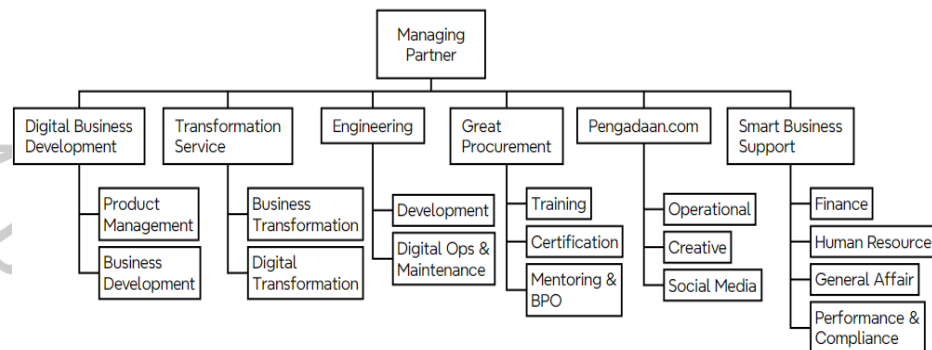 Managing
Partner
Digital Business
Development
Transformation
Service
Engineering
Great
Procurement
Pengadaan.com
Smart Business
Support
Product
Management
Business
Development
Business
Transformation
Digital
Transformation
Development
Digital Ops &
Maintenance
Training
Certification
Mentoring &
BPO
Operational
Creative
Social Media
Finance
Human Resource
General Affair
Performance &
Compliance